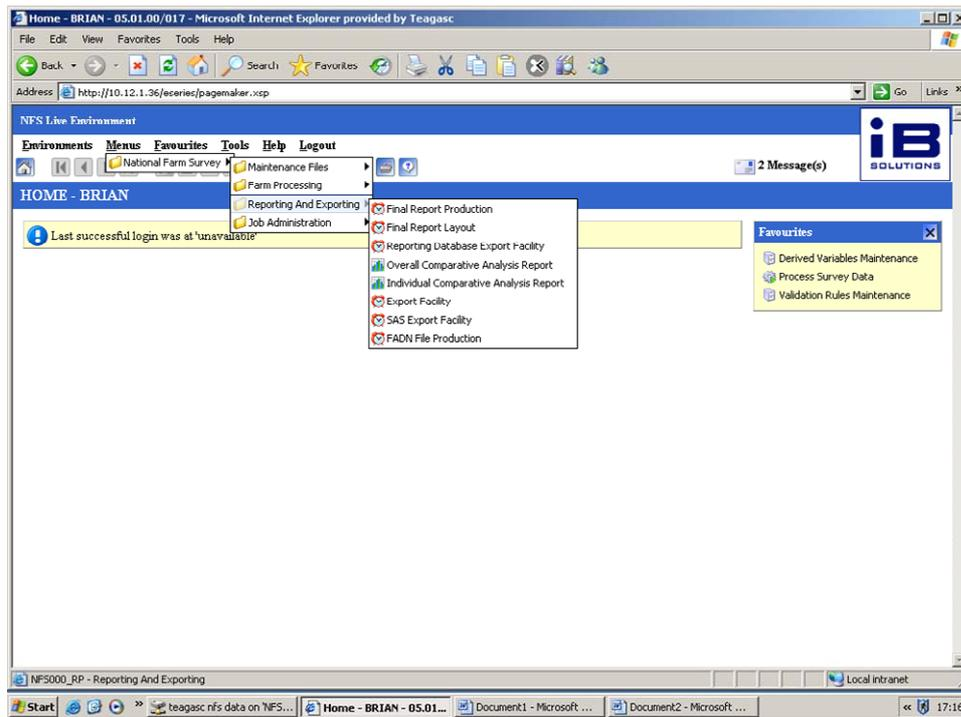 Home - BRIAN - 05.01.00/017 - Microsoft Internet Explorer provided by Teagasc
File Edit View Favorites Tools Help
Back Search Favorites
Address http://10.12.1.36/eseries/pagemaker.xsp Go Links »
NFS Live Environment
iB SOLUTIONS
Environments Menus Favourites Tools Help Logout
National Farm Survey
Maintenance Files
Farm Processing
Reporting And Exporting
Job Administration
2 Message(s)
HOME - BRIAN
Final Report Production
Final Report Layout
Reporting Database Export Facility
Overall Comparative Analysis Report
Individual Comparative Analysis Report
Export Facility
SAS Export Facility
FADN File Production
Last successful login was at 'unavailable'
Favourites
Derived Variables Maintenance
Process Survey Data
Validation Rules Maintenance
NFS000_RP - Reporting And Exporting Local intranet
Start » teagasc nfs data on 'NFS... Home - BRIAN - 05.01... Document1 - Microsoft ... Document2 - Microsoft ... « 17:16